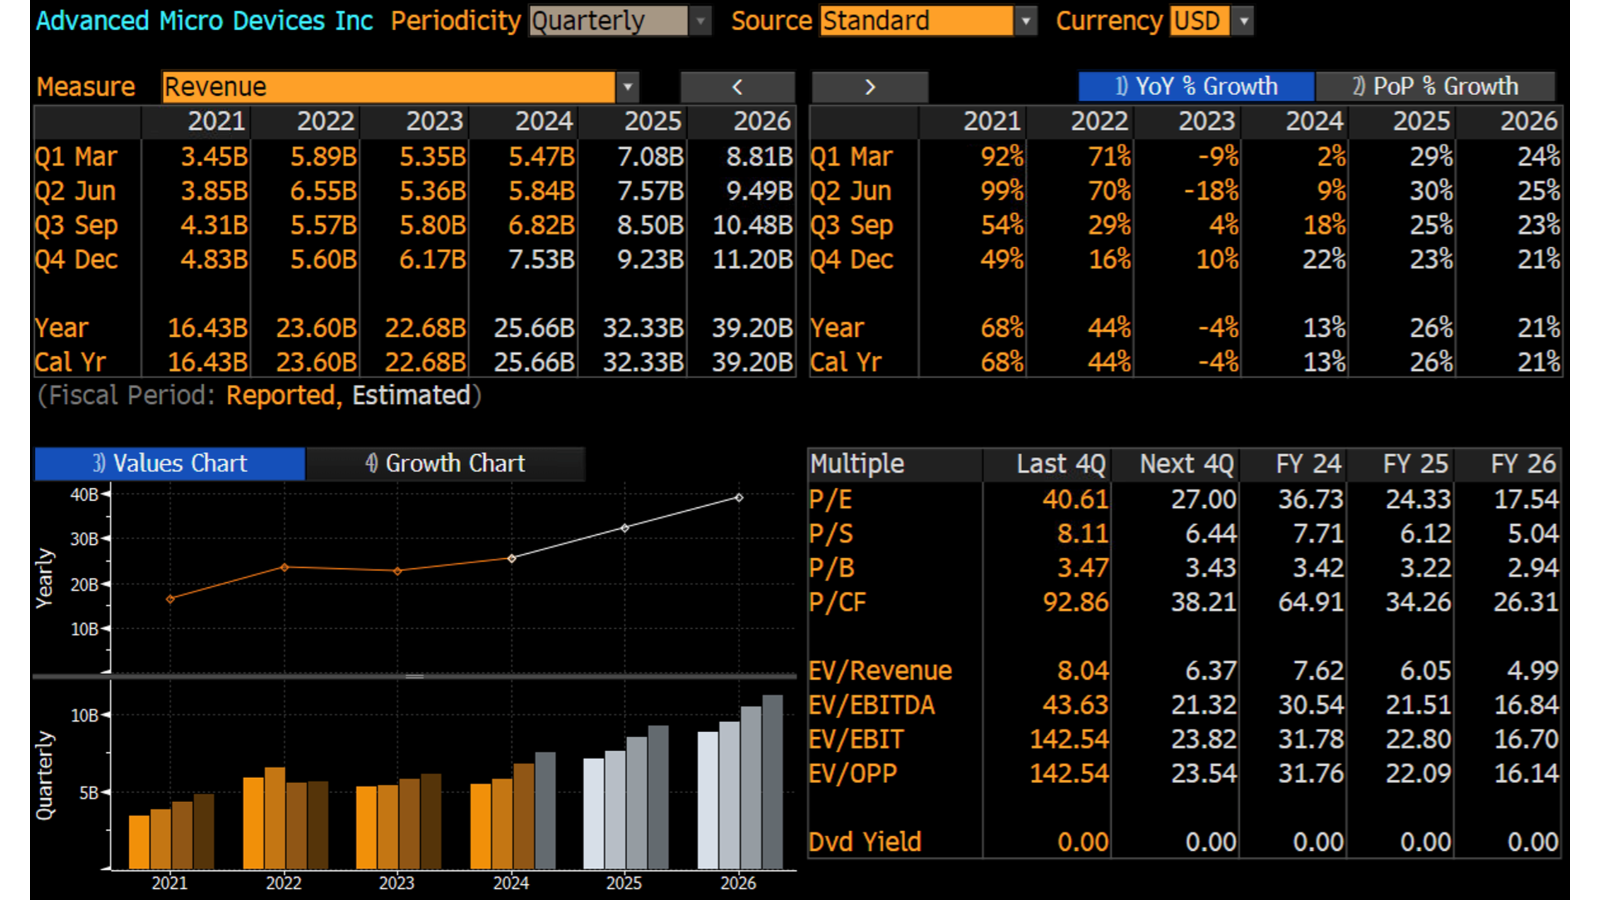 Advanced Micro Devices Inc Periodicity Quarterly Source Standard Currency USD
Measure Revenue < > 1) YoY % Growth 2) PoP % Growth
2021 2022 2023 2024 2025 2026 2021 2022 2023 2024 2025 2026
Q1 Mar 3.45B 5.89B 5.35B 5.47B 7.08B 8.81B Q1 Mar 92% 71% -9% 2% 29% 24%
Q2 Jun 3.85B 6.55B 5.36B 5.84B 7.57B 9.49B Q2 Jun 99% 70% -18% 9% 30% 25%
Q3 Sep 4.31B 5.57B 5.80B 6.82B 8.50B 10.48B Q3 Sep 54% 29% 4% 18% 25% 23%
Q4 Dec 4.83B 5.60B 6.17B 7.53B 9.23B 11.20B Q4 Dec 49% 16% 10% 22% 23% 21%
Year 16.43B 23.60B 22.68B 25.66B 32.33B 39.20B Year 68% 44% -4% 13% 26% 21%
Cal Yr 16.43B 23.60B 22.68B 25.66B 32.33B 39.20B Cal Yr 68% 44% -4% 13% 26% 21%
(Fiscal Period: Reported, Estimated)
3) Values Chart 4) Growth Chart
40B
30B
20B
10B
Yearly
10B
5B
Quarterly
2021 2022 2023 2024 2025 2026
Multiple Last 4Q Next 4Q FY 24 FY 25 FY 26
P/E 40.61 27.00 36.73 24.33 17.54
P/S 8.11 6.44 7.71 6.12 5.04
P/B 3.47 3.43 3.42 3.22 2.94
P/CF 92.86 38.21 64.91 34.26 26.31
EV/Revenue 8.04 6.37 7.62 6.05 4.99
EV/EBITDA 43.63 21.32 30.54 21.51 16.84
EV/EBIT 142.54 23.82 31.78 22.80 16.70
EV/OPP 142.54 23.54 31.76 22.09 16.14
Dvd Yield 0.00 0.00 0.00 0.00 0.00